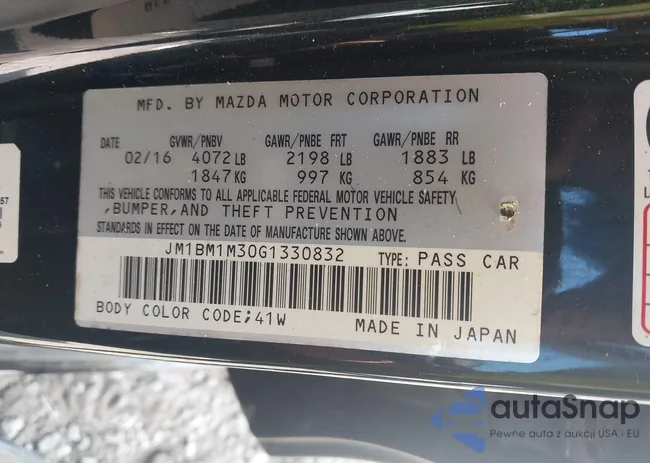 MFD. BY MAZDA MOTOR CORPORATION
DATE GVWR/PNBV GAWR/PNBE FRT GAWR/PNBE RR
02/16 4072 LB 2198 LB 1883 LB
1847 KG 997 KG 854 KG
THIS VEHICLE CONFORMS TO ALL APPLICABLE FEDERAL MOTOR VEHICLE SAFETY
,BUMPER,AND THEFT PREVENTION
STANDARDS IN EFFECT ON THE DATE OF MANUFACTURE SHOWN ABOVE.
JM1BM1M30G1330832 TYPE: PASS CAR
BODY COLOR CODE;41W MADE IN JAPAN
57
autaSnap
Pewne auta z aukcji USA i EU